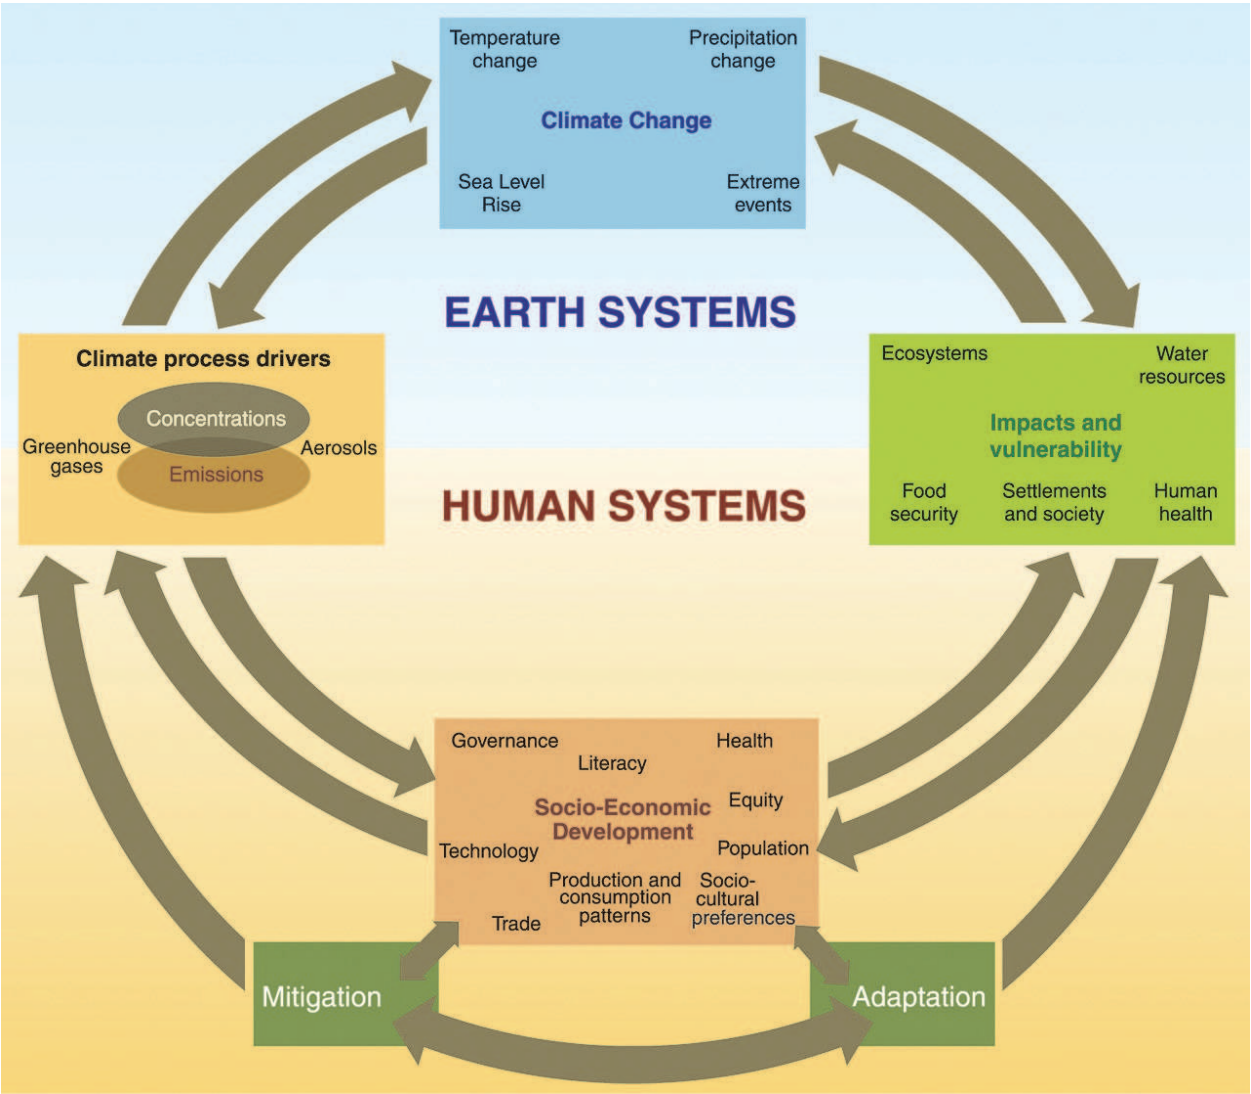 Temperature
change
Precipitation
change
Climate Change
Sea Level
Rise
Extreme
events
EARTH SYSTEMS
Climate process drivers
Concentrations
Greenhouse
gases
Aerosols
Emissions
Ecosystems
Water
resources
Impacts and
vulnerability
Food
security
Settlements
and society
Human
health
HUMAN SYSTEMS
Governance
Literacy
Health
Socio-Economic
Development
Equity
Technology
Population
Production and
consumption
patterns
Socio-
cultural
preferences
Trade
Mitigation
Adaptation